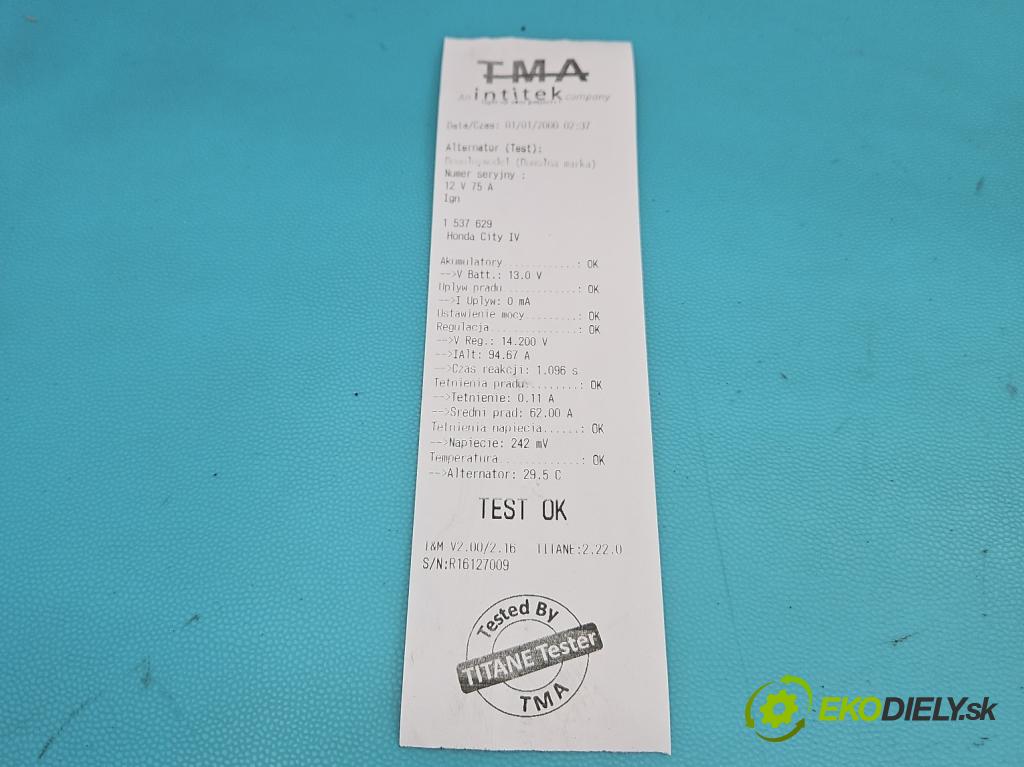 TMA
An intitek company
Data/Czas: 01/01/2000 02:37
Alternator (Test):
(Dowolna marka)
Numer seryjny :
12 V 75 A
Ign
1 537 629
Honda City IV
Akumulatory...........: OK
-->V Batt.: 13.0 V
Uplyw pradu...........: OK
-->I Uplyw: 0 mA
Ustawienie mocy........: OK
Regulacja.............: OK
-->V Reg.: 14.200 V
-->IAlt: 94.67 A
-->Czas reakcji: 1.096 s
Tetnienia pradu........: OK
-->Tetnienie: 0.11 A
-->Sredni prad: 62.00 A
Tetnienia napiecia.....: OK
-->Napiecie: 242 mV
Temperatura............: OK
-->Alternator: 29.5 C
TEST OK
T&M V2.00/2.16 TITANE:2.22.0
S/N:R16127009
Tested By
TITANE Tester
TMA
EKODIELY.sk